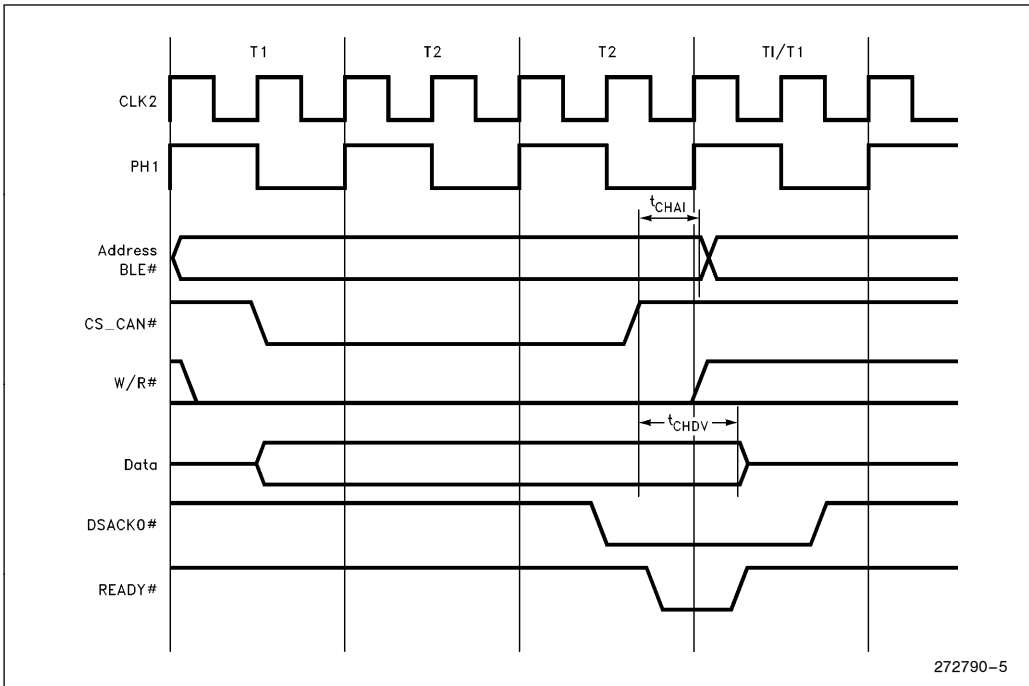 T1 T2 T2 TI/T1
CLK2
PH1
tCHAI
Address
BLE#
CS_CAN#
W/R#
tCHDV
Data
DSACK0#
READY#
272790-5